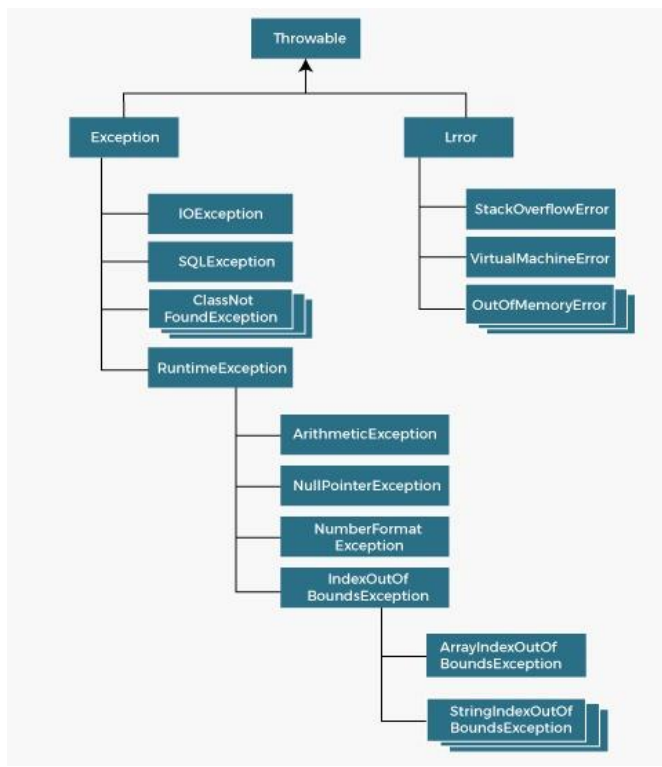 Throwable
Exception
Lrror
IOException
StackOverflowError
SQLException
VirtualMachineError
ClassNot
FoundException
OutOfMemoryError
RuntimeException
ArithmeticException
NullPointerException
NumberFormat
Exception
IndexOutOf
BoundsException
ArrayIndexOutOf
BoundsException
StringIndexOutOf
BoundsException